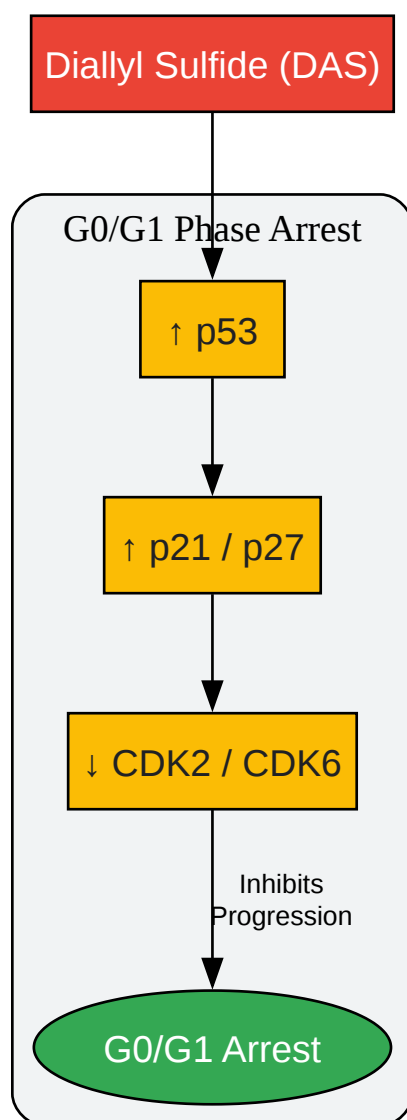 Diallyl Sulfide (DAS)
G0/G1 Phase Arrest
↑ p53
↑ p21 / p27
↓ CDK2 / CDK6
Inhibits
Progression
G0/G1 Arrest